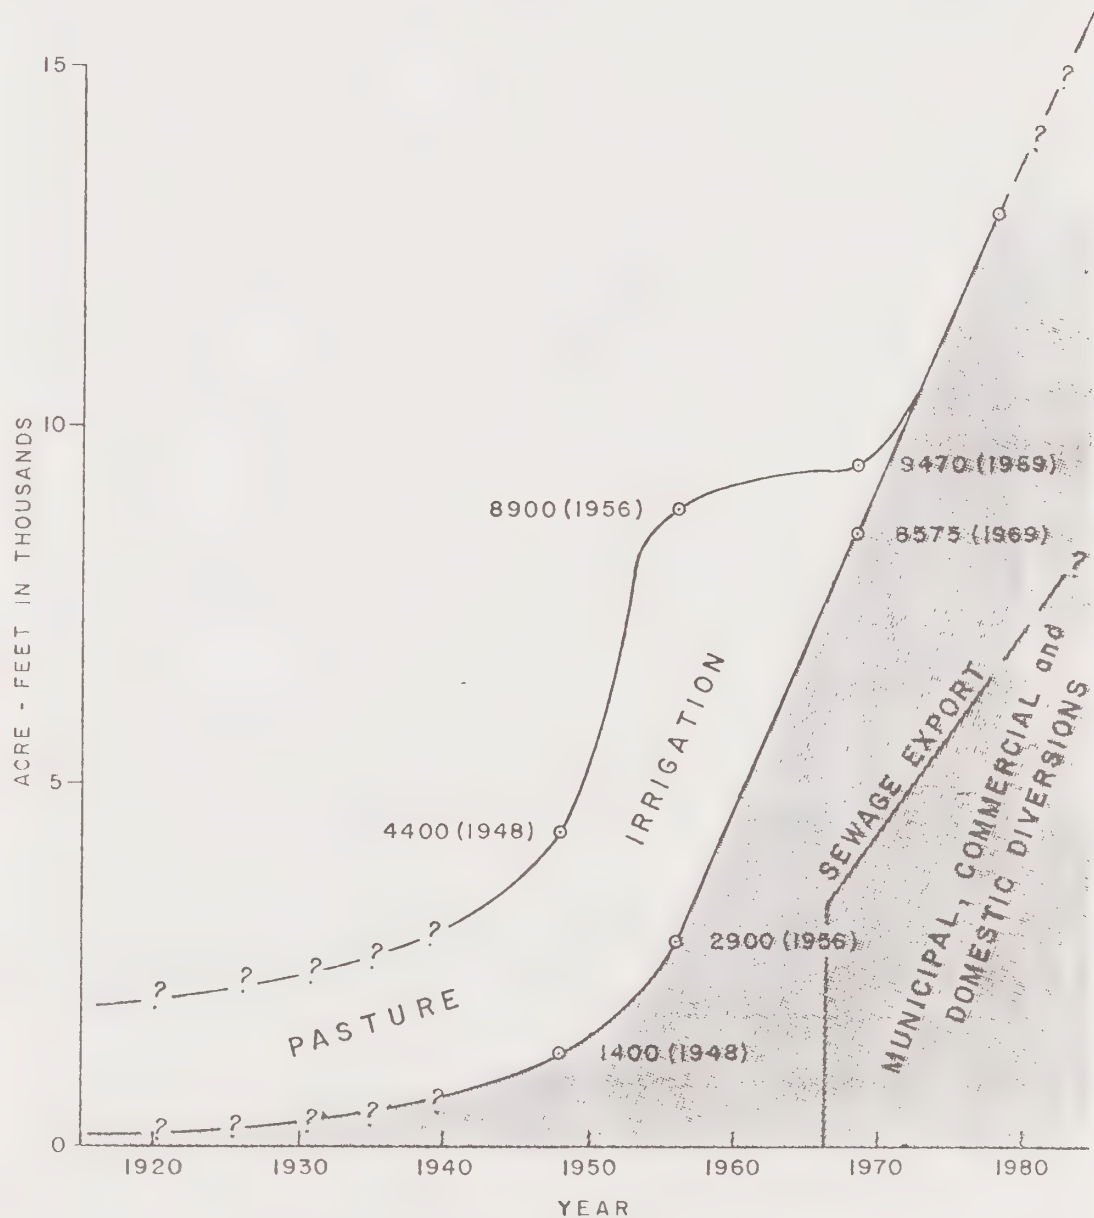 15
10
5
0
ACRE - FEET IN THOUSANDS
?
?
9470 (1969)
8900 (1956)
8575 (1969)
?
IRRIGATION
SEWAGE EXPORT
MUNICIPAL, COMMERCIAL and
DOMESTIC DIVERSIONS
4400 (1948)
2900 (1956)
? ? ? ? ?
PASTURE
1400 (1948)
? ? ? ? ?
1920 1930 1940 1950 1960 1970 1980
YEAR